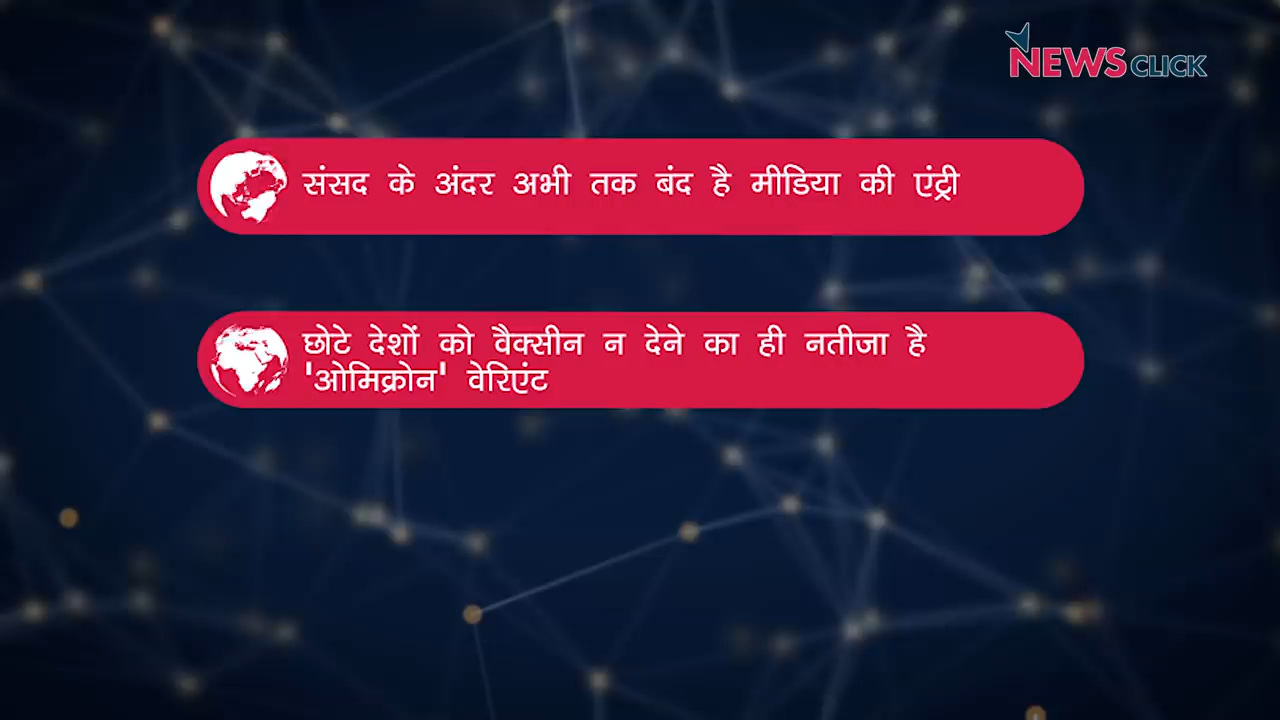 NEWSCLICK
संसद के अंदर अभी तक बंद है मीडिया की एंट्री
छोटे देशों को वैक्सीन न देने का ही नतीजा है
'ओमिक्रोन' वेरिएंट